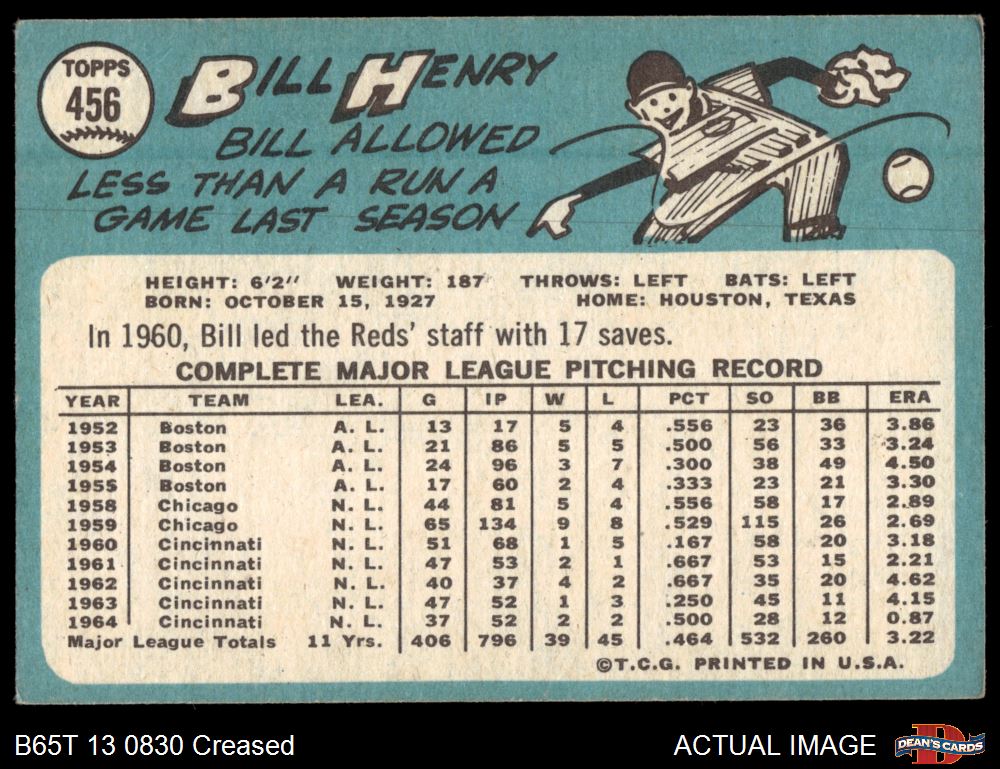 TOPPS
456
BILL HENRY
BILL ALLOWED
LESS THAN A RUN A
GAME LAST SEASON
HEIGHT: 6'2" WEIGHT: 187 THROWS: LEFT BATS: LEFT
BORN: OCTOBER 15, 1927 HOME: HOUSTON, TEXAS
In 1960, Bill led the Reds' staff with 17 saves.
COMPLETE MAJOR LEAGUE PITCHING RECORD
YEAR TEAM LEA. G IP W L PCT SO BB ERA
1952 Boston A. L. 13 17 5 4 .556 23 36 3.86
1953 Boston A. L. 21 86 5 5 .500 56 33 3.24
1954 Boston A. L. 24 96 3 7 .300 38 49 4.50
1955 Boston A. L. 17 60 2 4 .333 23 21 3.30
1958 Chicago N. L. 44 81 5 4 .556 58 17 2.89
1959 Chicago N. L. 65 134 9 8 .529 115 26 2.69
1960 Cincinnati N. L. 51 68 1 5 .167 58 20 3.18
1961 Cincinnati N. L. 47 53 2 1 .667 53 15 2.21
1962 Cincinnati N. L. 40 37 4 2 .667 35 20 4.62
1963 Cincinnati N. L. 47 52 1 3 .250 45 11 4.15
1964 Cincinnati N. L. 37 52 2 2 .500 28 12 0.87
Major League Totals 11 Yrs. 406 796 39 45 .464 532 260 3.22
©T.C.G. PRINTED IN U.S.A.
B65T 13 0830 Creased ACTUAL IMAGE
DEAN'S CARDS